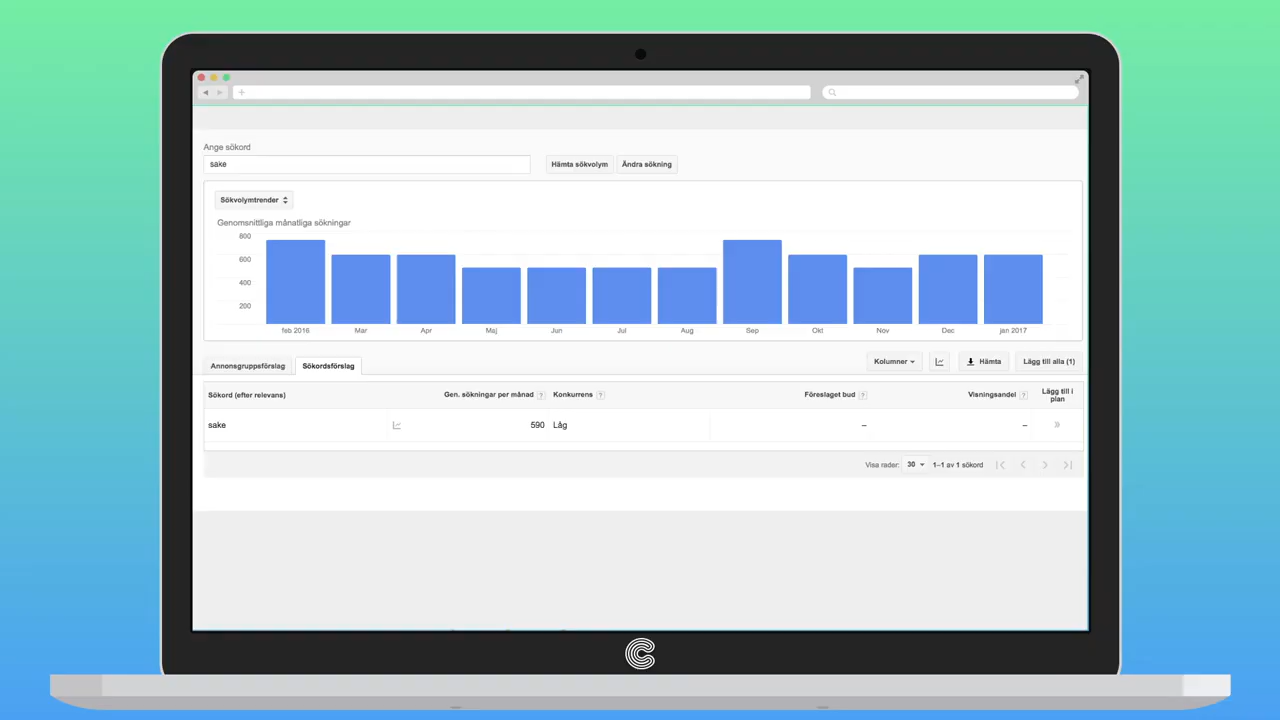 Ange sökord
sake
Hämta sökvolym
Ändra sökning
Sökvolymtrender
Genomsnittliga månatliga sökningar
800
600
400
200
feb 2016 Mar Apr Maj Jun Jul Aug Sep Okt Nov Dec jan 2017
Annonsgruppförslag Sökordsförslag
Kolumner Hämta Lägg till alla (1)
Sökord (efter relevans) Gen. sökningar per månad ? Konkurrens ? Föreslaget bud ? Visningsandel ? Lägg till i
plan
sake 590 Låg – – »
Visa rader: 30 1–1 av 1 sökord